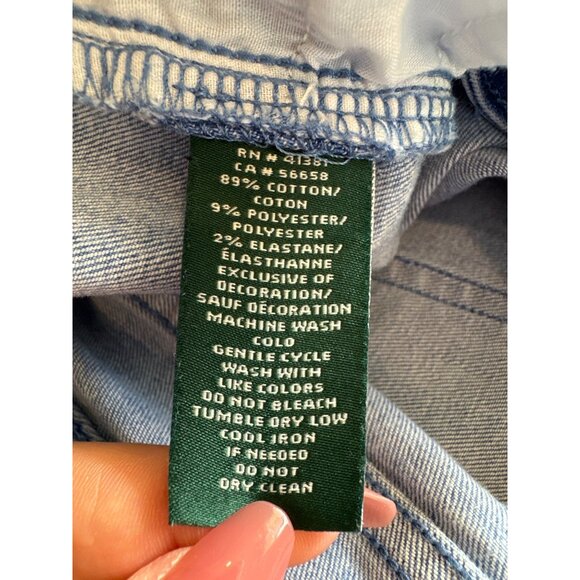 RN # 41381
CA # 56658
89% COTTON/
COTON
9% POLYESTER/
POLYESTER
2% ELASTANE/
ÉLASTHANNE
EXCLUSIVE OF
DECORATION/
SAUF DÉCORATION
MACHINE WASH
COLD
GENTLE CYCLE
WASH WITH
LIKE COLORS
DO NOT BLEACH
TUMBLE DRY LOW
COOL IRON
IF NEEDED
DO NOT
DRY CLEAN